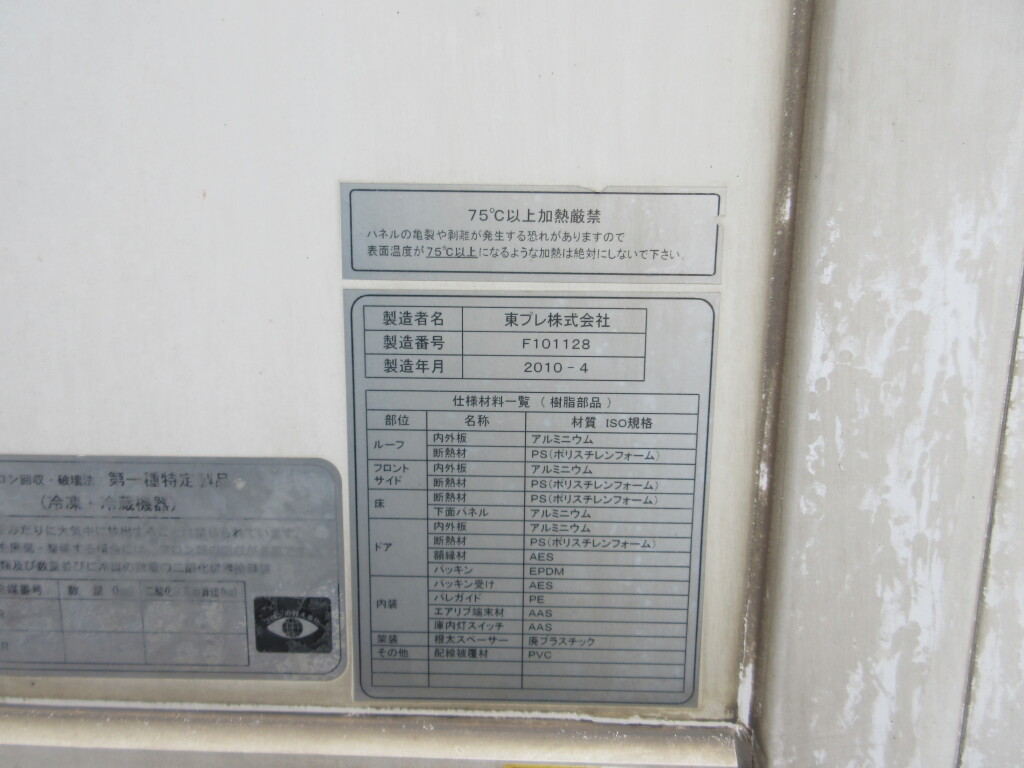 75℃以上加熱厳禁
パネルの亀裂や剥離が発生する恐れがありますので
表面温度が75℃以上になるような加熱は絶対にしないで下さい。
製造者名 東プレ株式会社
製造番号 F101128
製造年月 2010-4
仕様材料一覧(樹脂部品)
部位 名称 材質 ISO規格
ルーフ 内外板 アルミニウム
断熱材 PS(ポリスチレンフォーム)
フロント サイド 内外板 アルミニウム
断熱材 PS(ポリスチレンフォーム)
床 断熱材 PS(ポリスチレンフォーム)
下面パネル アルミニウム
ドア 内外板 アルミニウム
断熱材 PS(ポリスチレンフォーム)
額縁材 AES
パッキン EPDM
内装 パッキン受け AES
パレガイド PE
エアリブ端末材 AAS
庫内灯スイッチ AAS
架装 根太スペーサー 廃プラスチック
その他 配線被覆材 PVC
ロン回収・破壊法 第一種特定製品
(冷凍・冷蔵機器)
媒番号 数量